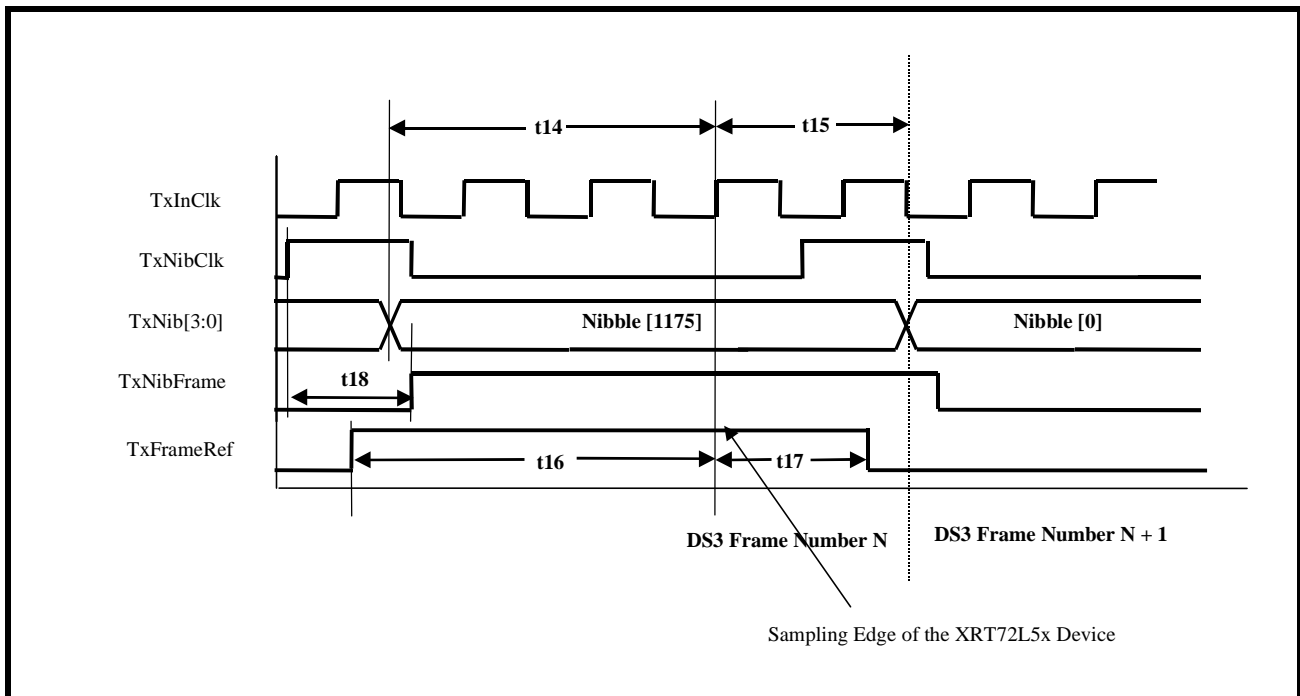 t14
t15
TxInClk
TxNibClk
TxNib[3:0]
Nibble [1175]
Nibble [0]
TxNibFrame
t18
TxFrameRef
t16
t17
DS3 Frame Number N
DS3 Frame Number N + 1
Sampling Edge of the XRT72L5x Device